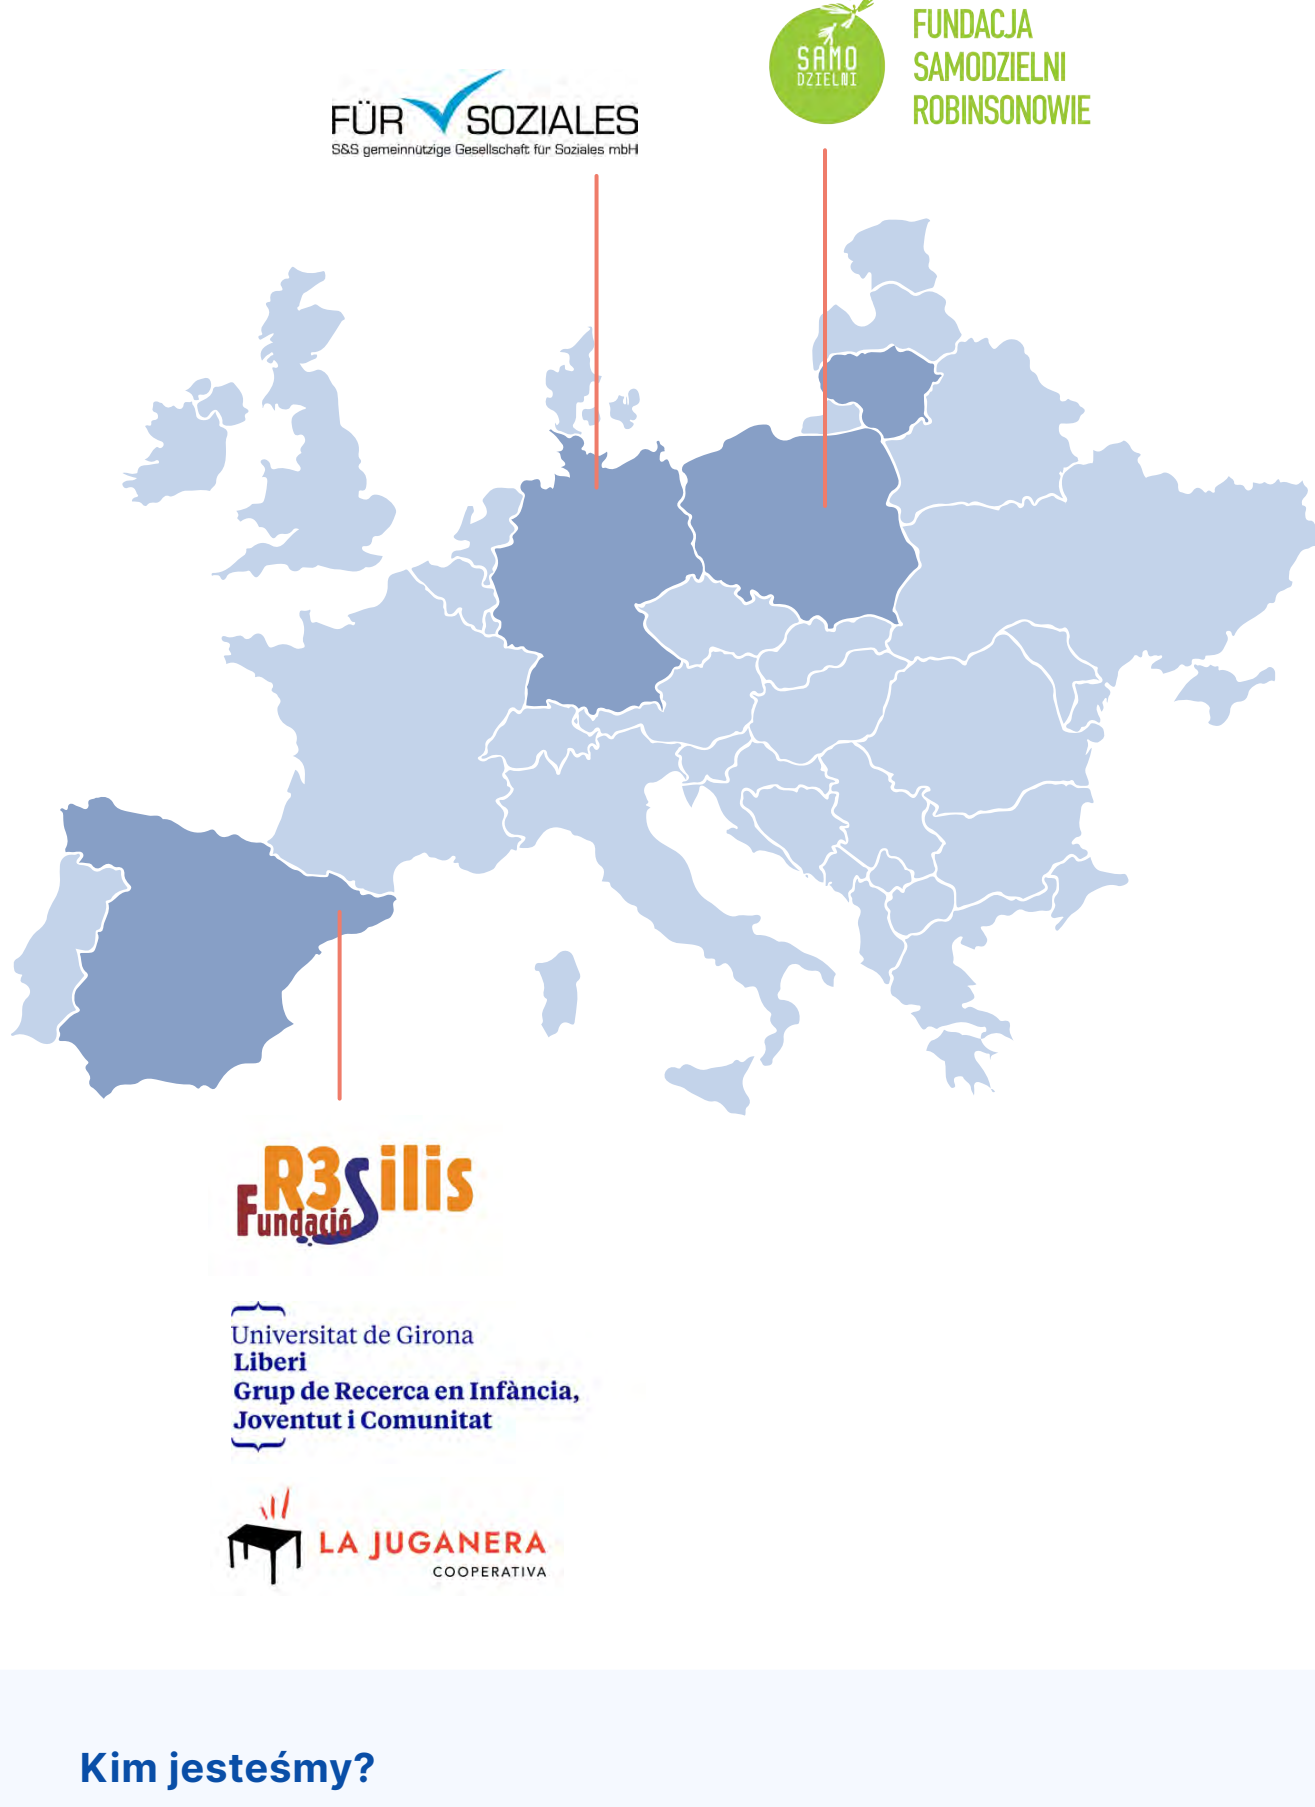 FUNDACJA
SAMODZIELNI
ROBINSONOWIE
SAMO
DZIELNI
FÜR SOZIALES
S&S gemeinnützige Gesellschaft für Soziales mbH
R3Silis
Fundació
Universitat de Girona
Liberi
Grup de Recerca en Infància,
Joventut i Comunitat
LA JUGANERA
COOPERATIVA
Kim jesteśmy?